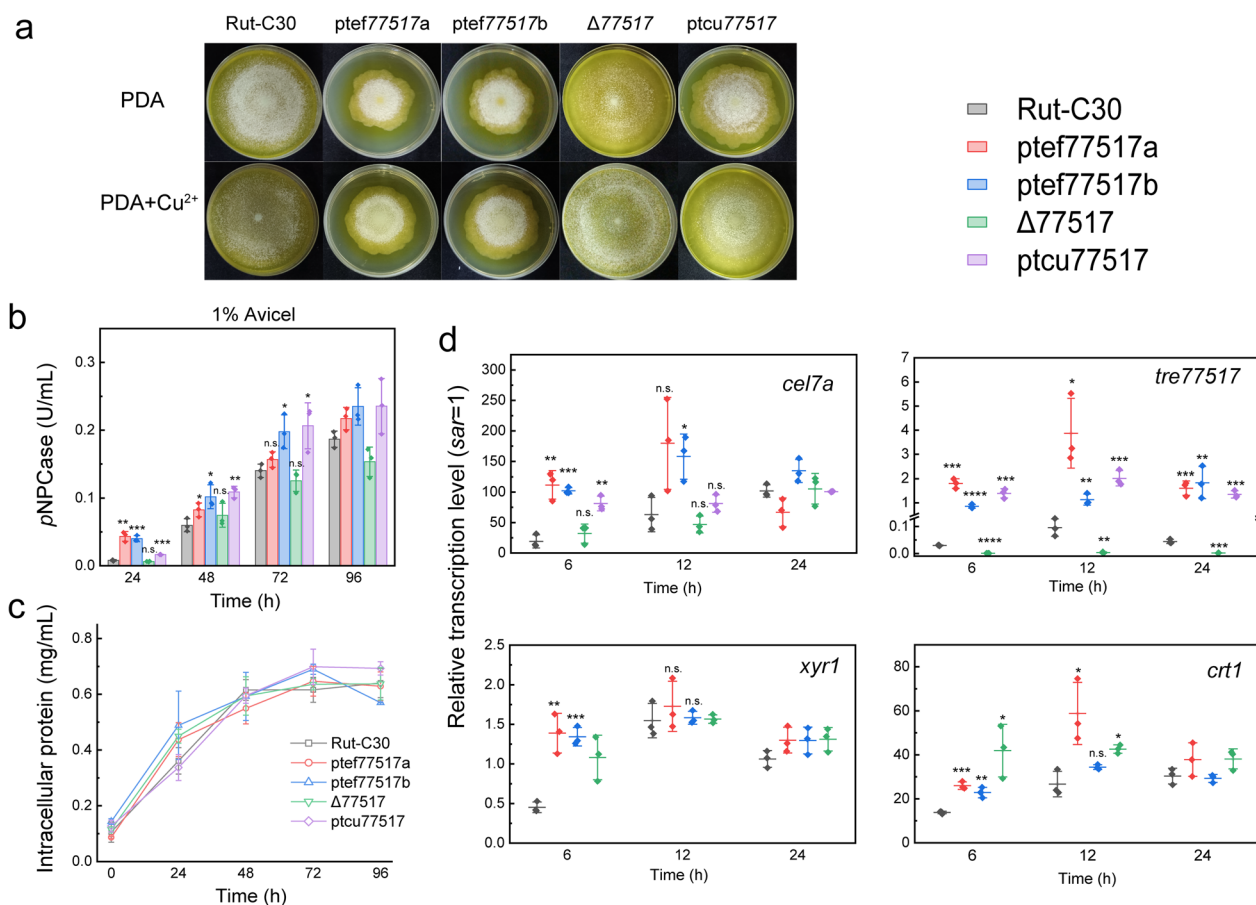 a
Rut-C30 ptef77517a ptef77517b Δ77517 ptcu77517
PDA
PDA+Cu²⁺
Rut-C30
ptef77517a
ptef77517b
Δ77517
ptcu77517
b
1% Avicel
pNPCase (U/mL)
0.3
0.2
0.1
0.0
** *** n.s. ***
* * n.s. **
n.s. * n.s. *
24 48 72 96
Time (h)
c
Intracellular protein (mg/mL)
0.8
0.6
0.4
0.2
0.0
Rut-C30
ptef77517a
ptef77517b
Δ77517
ptcu77517
0 24 48 72 96
Time (h)
d
Relative transcription level (sar=1)
cel7a
250
200
150
100
50
0
** *** n.s. **
n.s. * n.s. n.s.
6 12 24
Time (h)
tre77517
7
6
5
4
3
2
1
0.1
0.0
*** **** **** ***
* ** ** ***
*** ** *** ***
6 12 24
Time (h)
xyr1
2.5
2.0
1.5
1.0
0.5
0.0
** ***
n.s. n.s.
6 12 24
Time (h)
crt1
80
60
40
20
0
*** ** *
* n.s. *
6 12 24
Time (h)